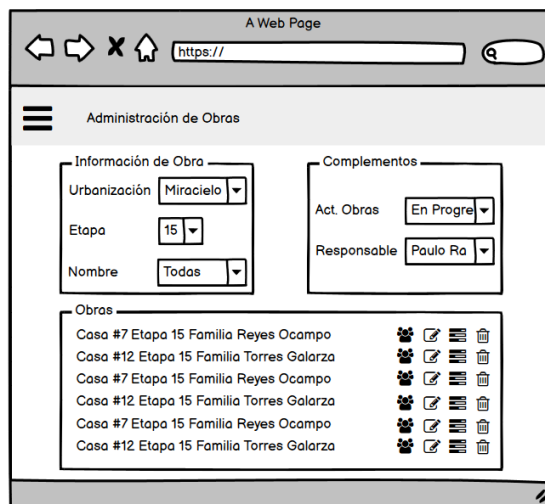 A Web Page
https://
Administración de Obras
Información de Obra
Urbanización Miracielo
Etapa 15
Nombre Todas
Complementos
Act. Obras En Progre
Responsable Paulo Ra
Obras
Casa #7 Etapa 15 Familia Reyes Ocampo
Casa #12 Etapa 15 Familia Torres Galarza
Casa #7 Etapa 15 Familia Reyes Ocampo
Casa #12 Etapa 15 Familia Torres Galarza
Casa #7 Etapa 15 Familia Reyes Ocampo
Casa #12 Etapa 15 Familia Torres Galarza